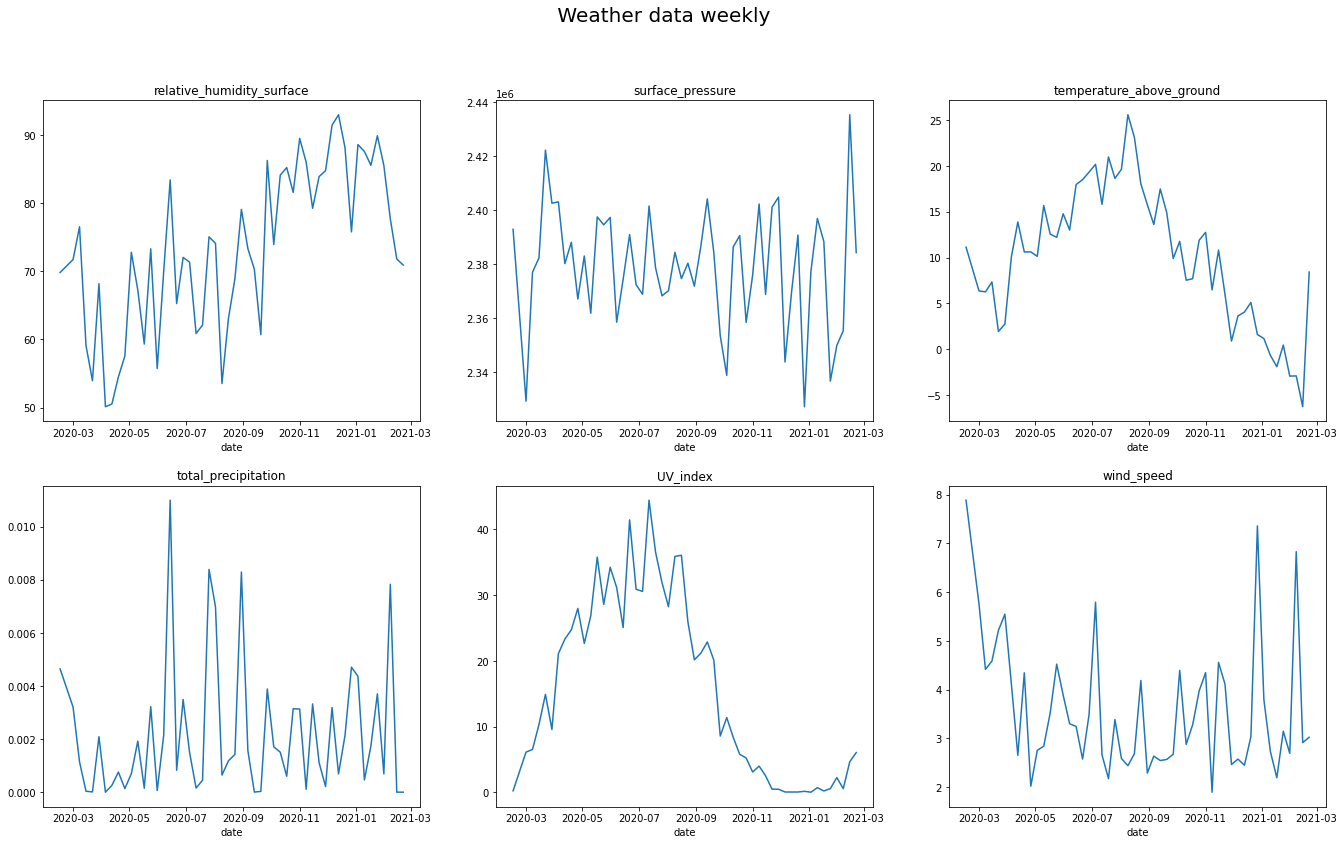 Weather data weekly
relative_humidity_surface
90
80
70
60
50
2020-03 2020-05 2020-07 2020-09 2020-11 2021-01 2021-03
date
surface_pressure
1e6
2.44
2.42
2.40
2.38
2.36
2.34
2020-03 2020-05 2020-07 2020-09 2020-11 2021-01 2021-03
date
temperature_above_ground
25
20
15
10
5
0
−5
2020-03 2020-05 2020-07 2020-09 2020-11 2021-01 2021-03
date
total_precipitation
0.010
0.008
0.006
0.004
0.002
0.000
2020-03 2020-05 2020-07 2020-09 2020-11 2021-01 2021-03
date
UV_index
40
30
20
10
0
2020-03 2020-05 2020-07 2020-09 2020-11 2021-01 2021-03
date
wind_speed
8
7
6
5
4
3
2
2020-03 2020-05 2020-07 2020-09 2020-11 2021-01 2021-03
date